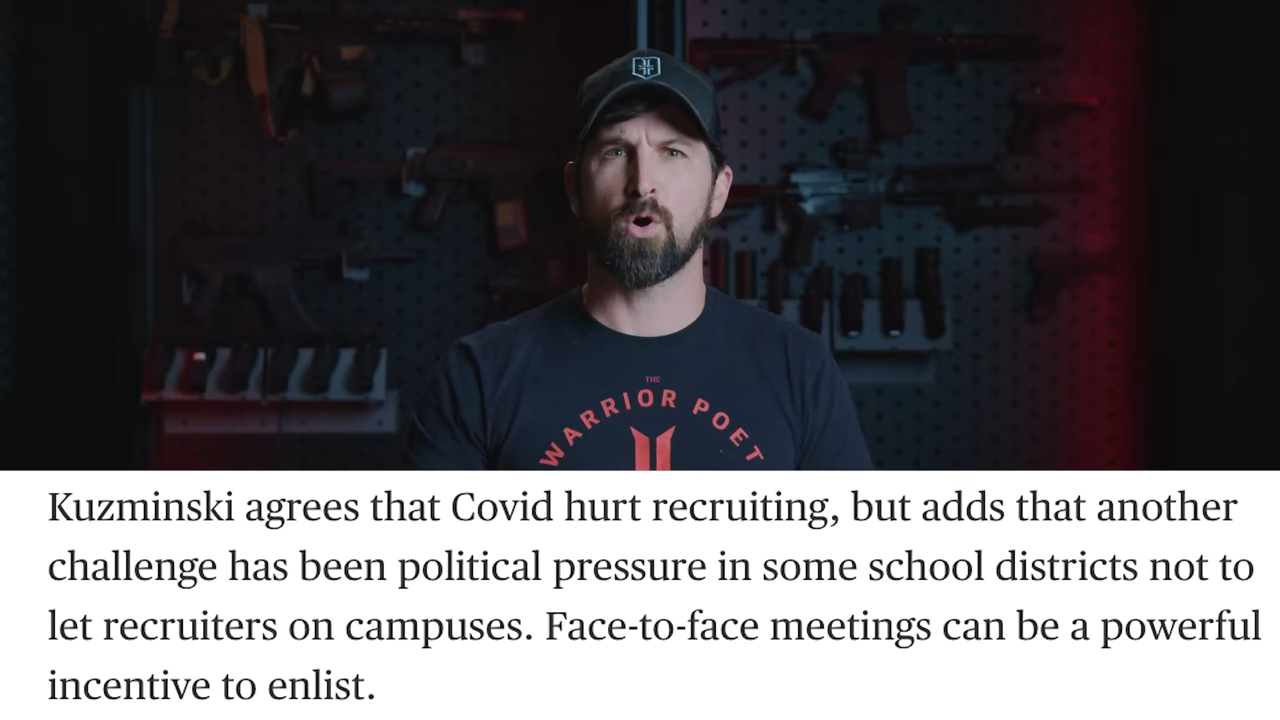 THE
WARRIOR POET
Kuzminski agrees that Covid hurt recruiting, but adds that another
challenge has been political pressure in some school districts not to
let recruiters on campuses. Face-to-face meetings can be a powerful
incentive to enlist.